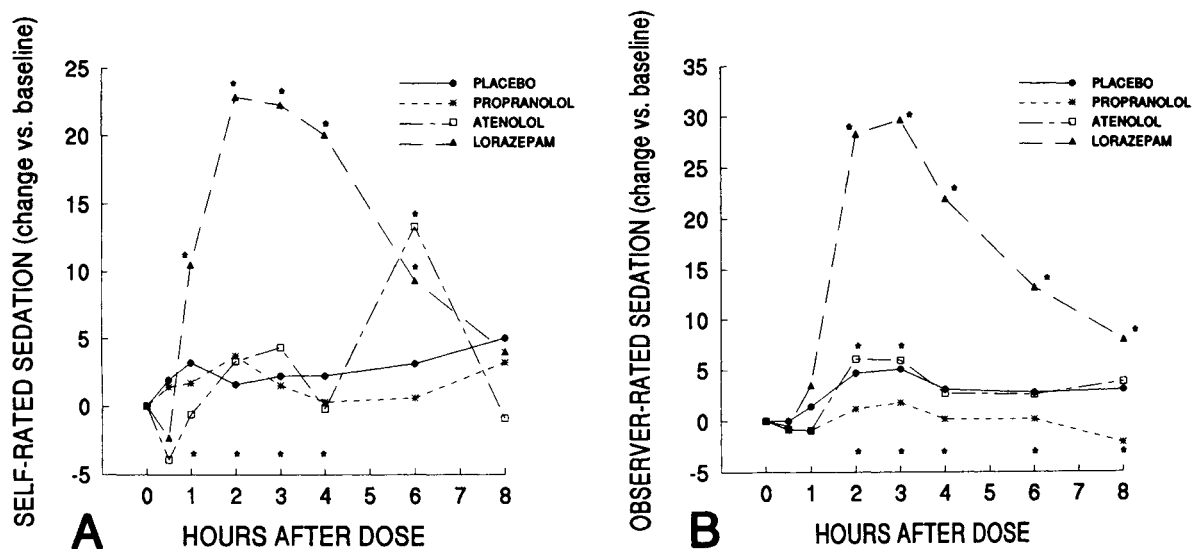 SELF-RATED SEDATION (change vs. baseline)
25
20
15
10
5
0
-5
PLACEBO
PROPRANOLOL
ATENOLOL
LORAZEPAM
0 1 2 3 4 5 6 7 8
A HOURS AFTER DOSE
OBSERVER-RATED SEDATION (change vs. baseline)
35
30
25
20
15
10
5
0
-5
PLACEBO
PROPRANOLOL
ATENOLOL
LORAZEPAM
0 1 2 3 4 5 6 7 8
B HOURS AFTER DOSE